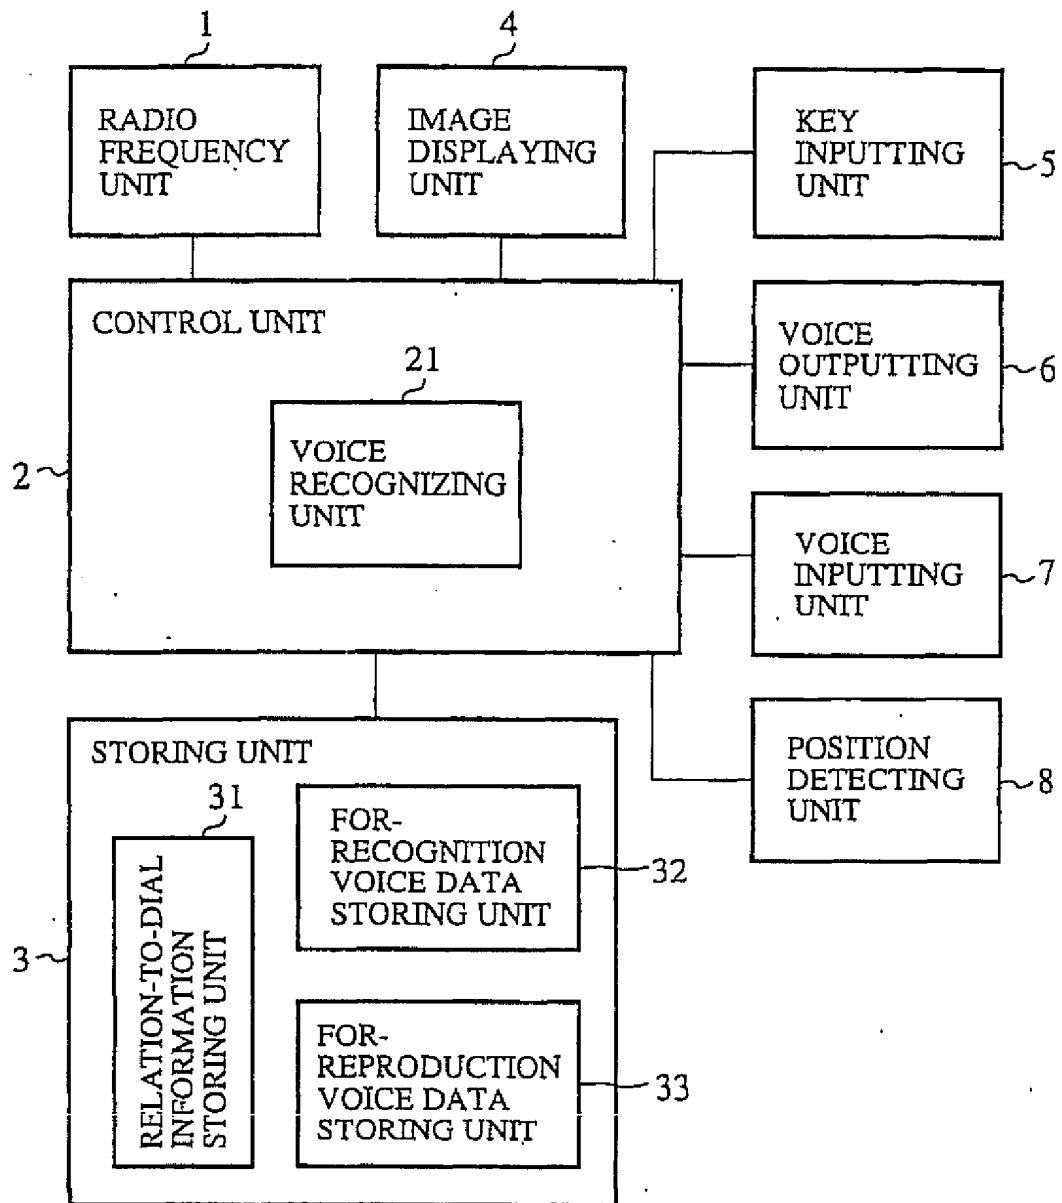 1
RADIO
FREQUENCY
UNIT
4
IMAGE
DISPLAYING
UNIT
KEY
INPUTTING
UNIT
5
CONTROL UNIT
2
21
VOICE
RECOGNIZING
UNIT
VOICE
OUTPUTTING
UNIT
6
VOICE
INPUTTING
UNIT
7
POSITION
DETECTING
UNIT
8
STORING UNIT
3
31
RELATION-TO-DIAL
INFORMATION
STORING UNIT
FOR-
RECOGNITION
VOICE DATA
STORING UNIT
32
FOR-
REPRODUCTION
VOICE DATA
STORING UNIT
33